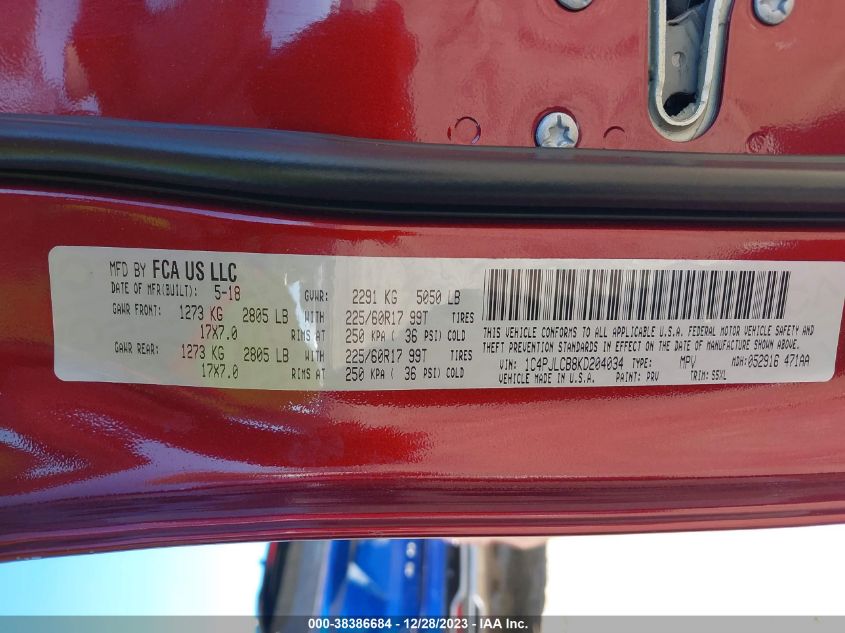 MFD BY FCA US LLC
DATE OF MFR(BUILT): 5-18 GVWR: 2291 KG 5050 LB
GAWR FRONT: 1273 KG 2805 LB WITH 225/60R17 99T TIRES
17X7.0 RIMS AT 250 KPA ( 36 PSI) COLD
GAWR REAR: 1273 KG 2805 LB WITH 225/60R17 99T TIRES
17X7.0 RIMS AT 250 KPA ( 36 PSI) COLD
THIS VEHICLE CONFORMS TO ALL APPLICABLE U.S.A. FEDERAL MOTOR VEHICLE SAFETY AND
THEFT PREVENTION STANDARDS IN EFFECT ON THE DATE OF MANUFACTURE SHOWN ABOVE.
VIN: 1C4PJLCB8KD204034 TYPE: MPV MDH: 052916 471AA
VEHICLE MADE IN U.S.A. PAINT: PRV TRIM: S5XL
000-38386684 - 12/28/2023 - IAA Inc.